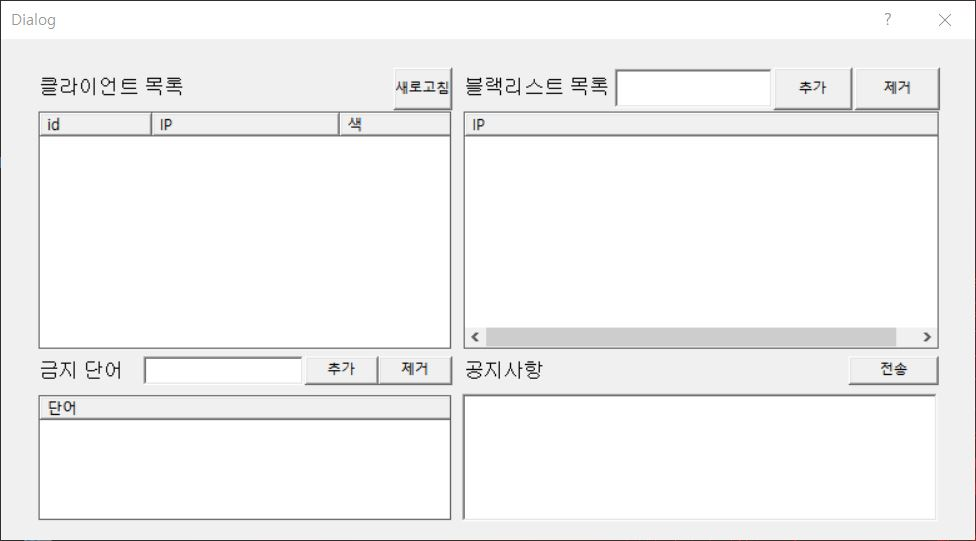 Dialog
클라이언트 목록
새로고침
id IP 색
블랙리스트 목록
추가 제거
IP
금지 단어
추가 제거
단어
공지사항
전송